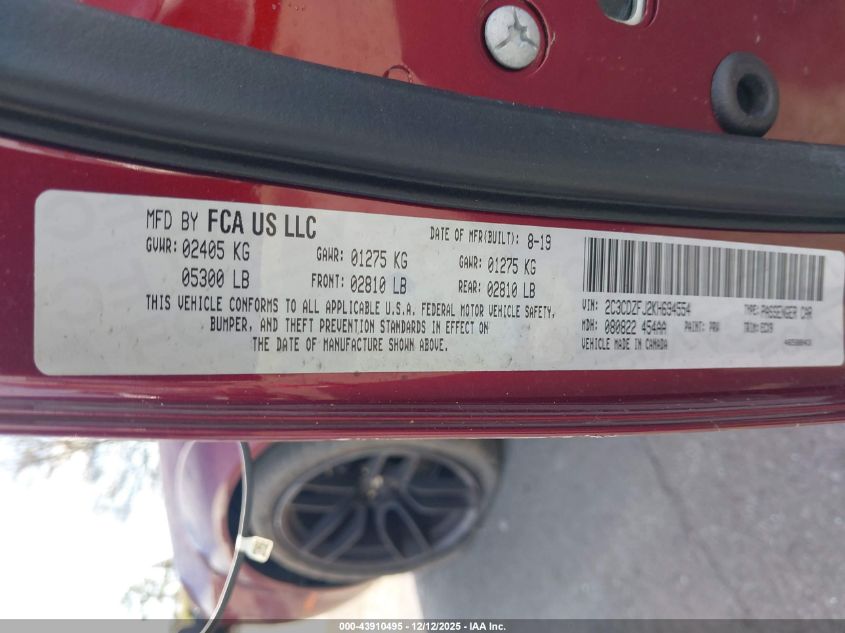 MFD BY FCA US LLC
DATE OF MFR(BUILT): 8-19
GVWR: 02405 KG
GAWR: 01275 KG
GAWR: 01275 KG
05300 LB
FRONT: 02810 LB
REAR: 02810 LB
THIS VEHICLE CONFORMS TO ALL APPLICABLE U.S.A. FEDERAL MOTOR VEHICLE SAFETY,
BUMPER, AND THEFT PREVENTION STANDARDS IN EFFECT ON
THE DATE OF MANUFACTURE SHOWN ABOVE.
VIN: 2C3CDZFJ2KH694554
TYPE: PASSENGER CAR
MDH: 080822 454AA
PAINT: PRV
TRIM: ECX9
VEHICLE MADE IN CANADA
000-43910495 - 12/12/2025 - IAA Inc.